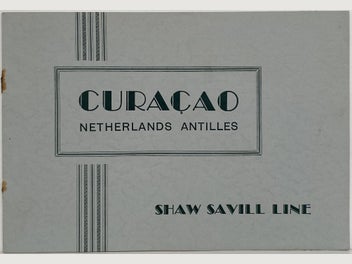 CURAÇAO
NETHERLANDS ANTILLES
SHAW SAVILL LINE